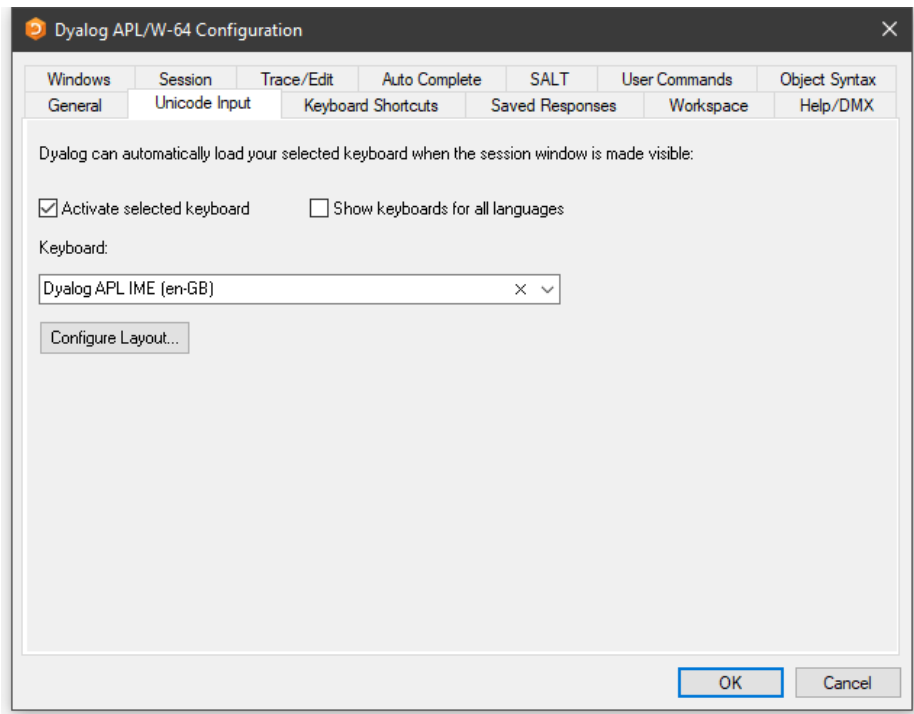 Dyalog APL/W-64 Configuration
Windows Session Trace/Edit Auto Complete SALT User Commands Object Syntax
General Unicode Input Keyboard Shortcuts Saved Responses Workspace Help/DMX
Dyalog can automatically load your selected keyboard when the session window is made visible:
Activate selected keyboard Show keyboards for all languages
Keyboard:
Dyalog APL IME (en-GB)
Configure Layout...
OK Cancel